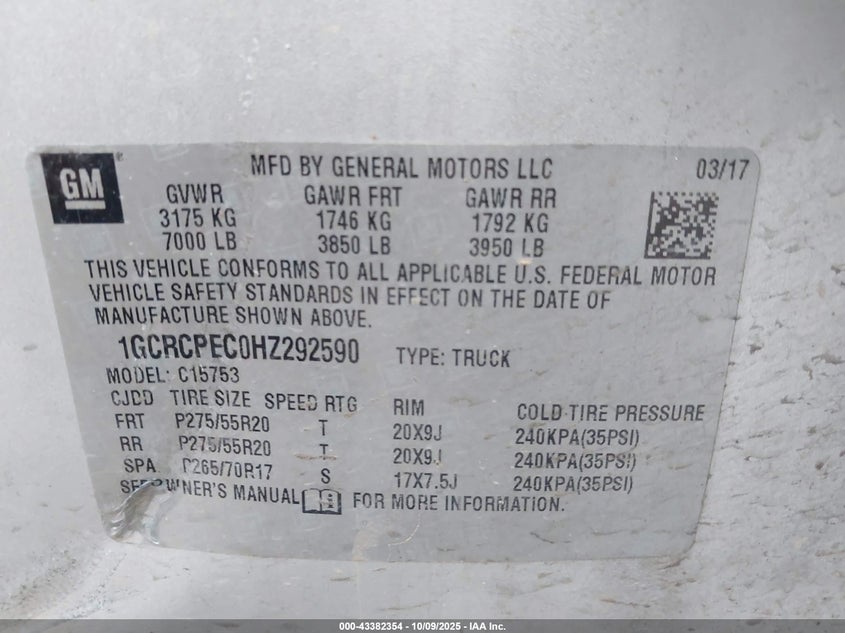 GM
MFD BY GENERAL MOTORS LLC 03/17
GVWR GAWR FRT GAWR RR
3175 KG 1746 KG 1792 KG
7000 LB 3850 LB 3950 LB
THIS VEHICLE CONFORMS TO ALL APPLICABLE U.S. FEDERAL MOTOR
VEHICLE SAFETY STANDARDS IN EFFECT ON THE DATE OF
MANUFACTURE SHOWN ABOVE.
1GCRCPEC0HZ292590 TYPE: TRUCK
MODEL: C15753
CJDD TIRE SIZE SPEED RTG RIM COLD TIRE PRESSURE
FRT P275/55R20 T 20X9J 240KPA(35PSI)
RR P275/55R20 T 20X9J 240KPA(35PSI)
SPA P265/70R17 S 17X7.5J 240KPA(35PSI)
SEE OWNER'S MANUAL FOR MORE INFORMATION.
000-43382354 - 10/09/2025 - IAA Inc.